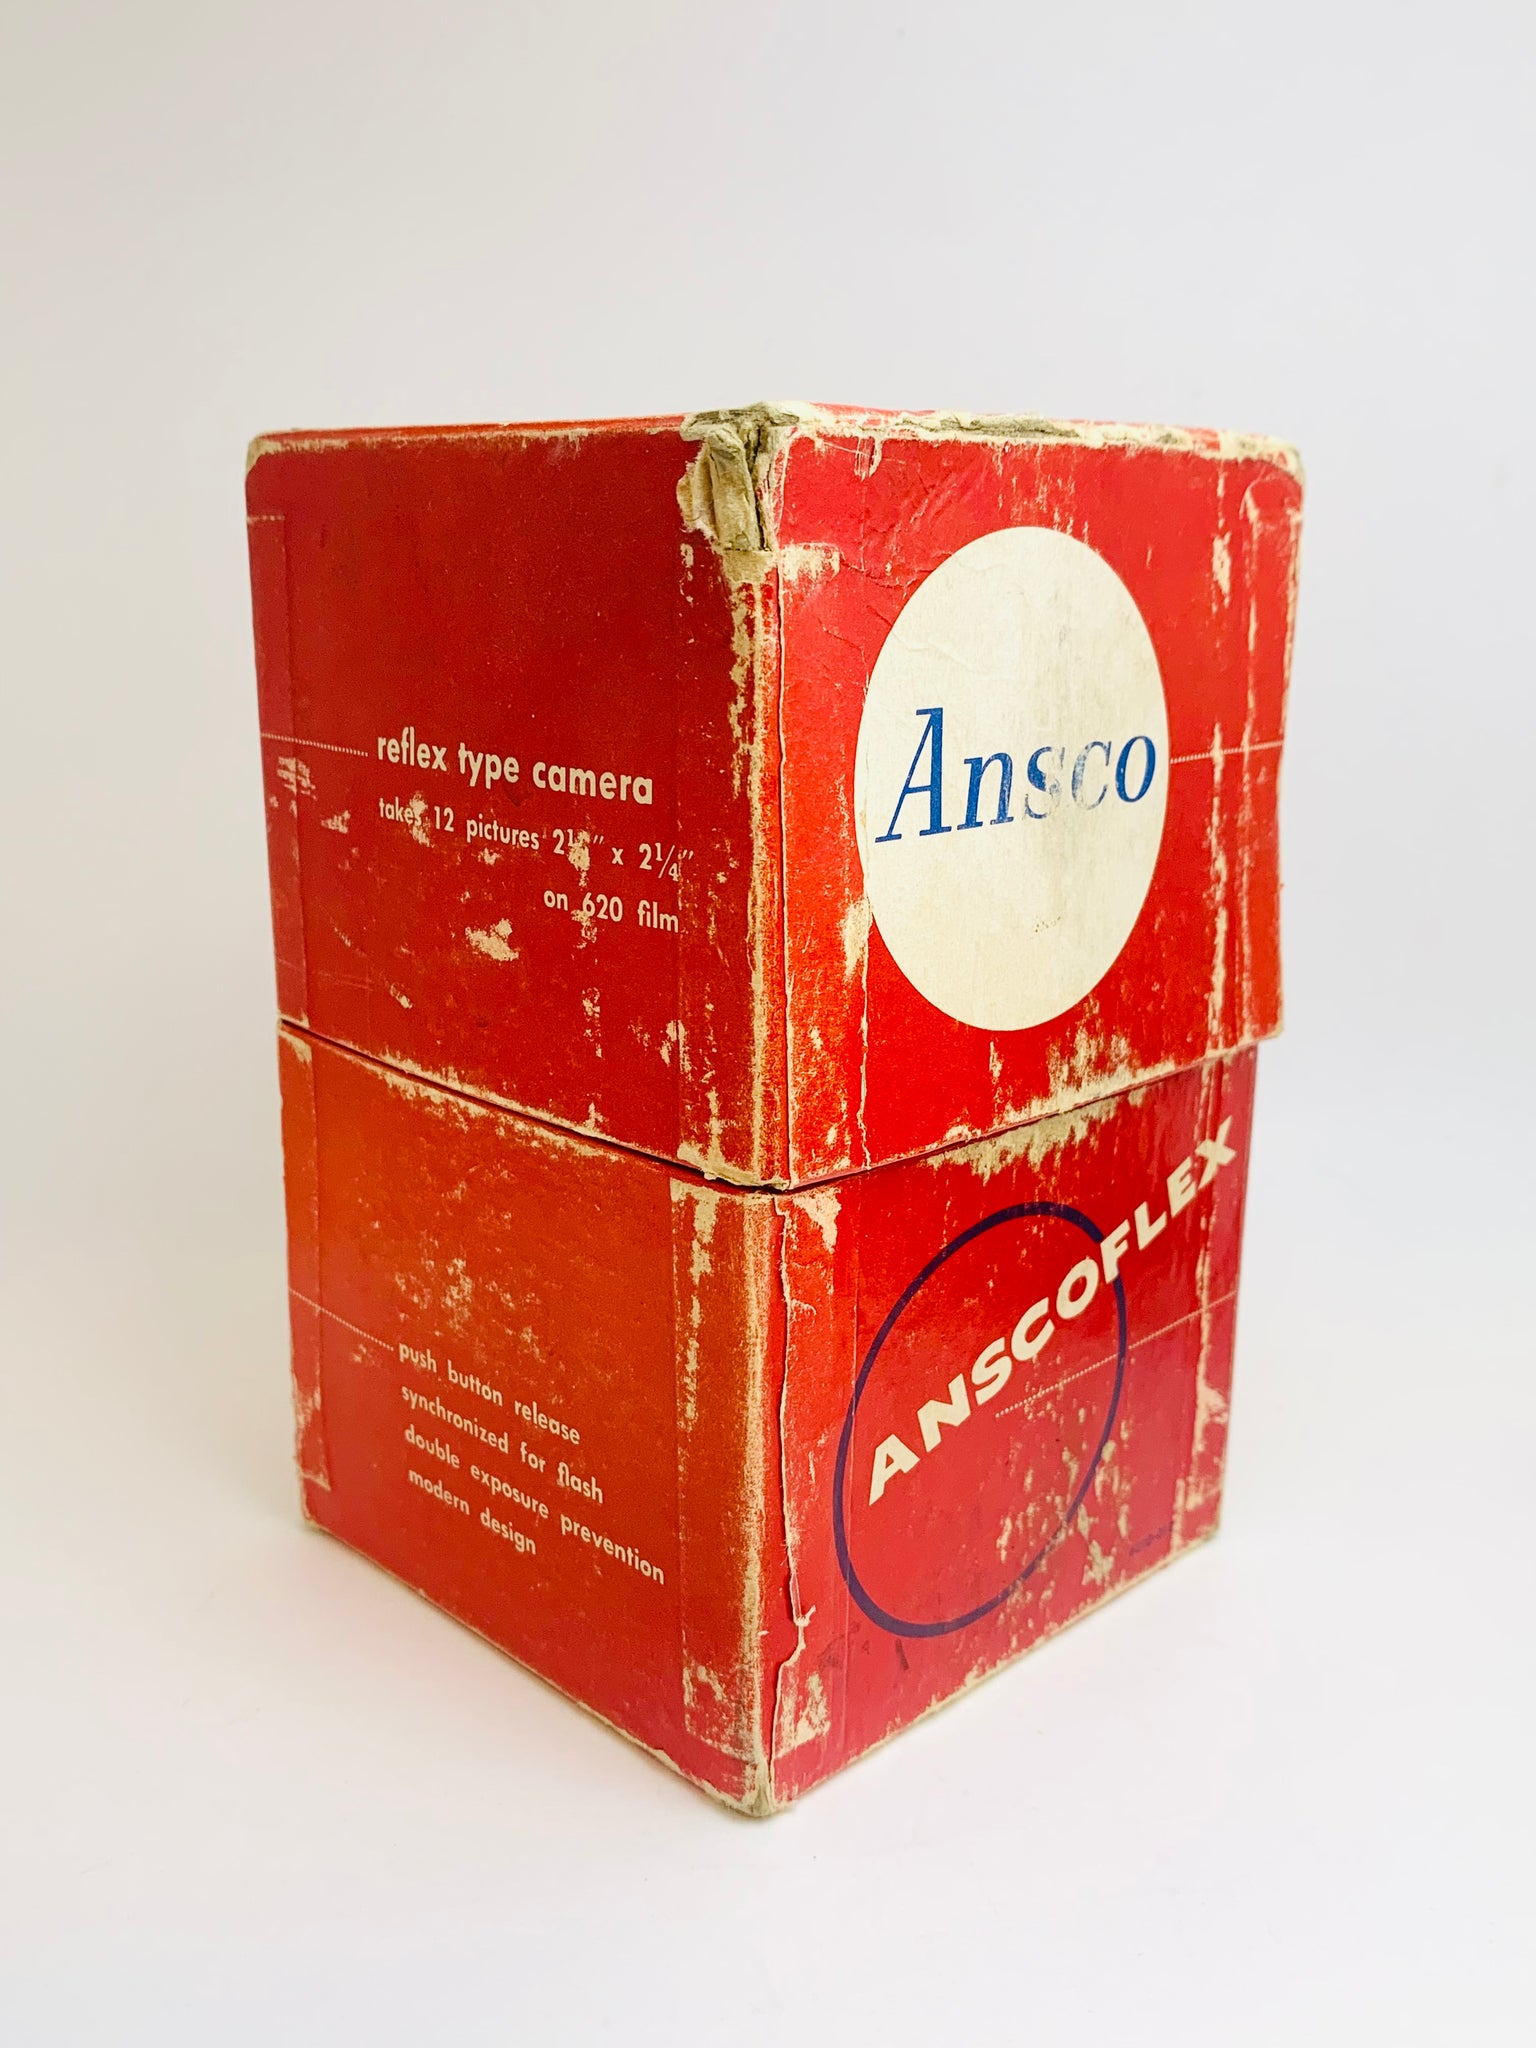 reflex type camera
takes 12 pictures 2¼" x 2¼"
on 620 film
push button release
synchronized for flash
double exposure prevention
modern design
Ansco
ANSCOFLEX